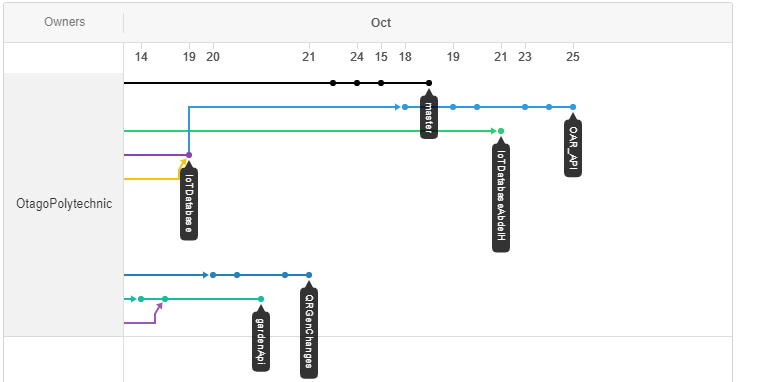 Owners
Oct
14 19 20 21 24 15 18 19 21 23 25
OtagoPolytechnic
master
OAR_API
IoTDatabaseAbdelH
IoTDatabase
QRGenChanges
gardenApi